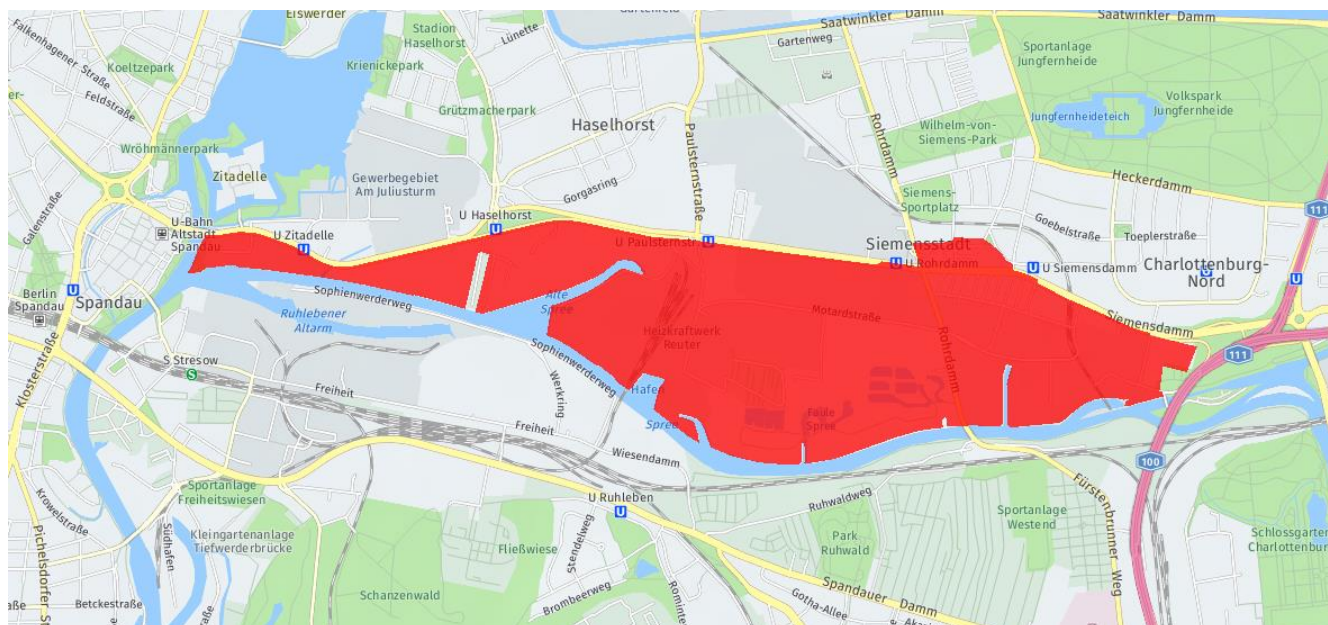 Eiswerder
Saatwinkler Damm
Saatwinkler Damm
Falkenhagener Straße
Koeltzepark
Feldstraße
Stadion
Haselhorst
Lünette
Krienickepark
Gartenweg
Sportanlage
Jungfernheide
Grützmacherpark
Haselhorst
Paulsternstraße
Rohrdamm
Wilhelm-von-
Siemens-Park
Jungfernheideteich
Volkspark
Jungfernheide
Wröhmännerpark
Zitadelle
Gewerbegebiet
Am Juliusturm
Gorgasring
Siemens-
Sportplatz
Heckerdamm
111
Galenstraße
U-Bahn
Altstadt
Spandau
U Zitadelle
U
U Haselhorst
U
U Paulsternstr.
U
Siemensstadt
U
U Rohrdamm
Goebelstraße
Toeplerstraße
U
U Siemensdamm
Charlottenburg-
Nord
U
U
Berlin
Spandau
U
Spandau
Sophienwerderweg
Ruhlebener
Altarm
Alte
Spree
Motardstraße
Siemensdamm
Heizkraftwerk
Reuter
Rohrdamm
111
Klosterstraße
S Stresow
S
Freiheit
Sophienwerderweg
Werkring
Hafen
Spree
Faule
Spree
Freiheit
Wiesendamm
100
Sportanlage
Freiheitswiesen
U Ruhleben
U
Ruhwaldweg
Fürstenbrunner Weg
Sportanlage
Westend
Krowelstraße
Südhafen
Kleingartenanlage
Tiefwerderbrücke
Fließwiese
Stendelweg
Park
Ruhwald
Schlossgarten
Charlottenbur
Pichelsdorfer S
Betckestraße
Schanzenwald
Brombeerweg
Rominte
Spandauer Damm
Gotha-Allee